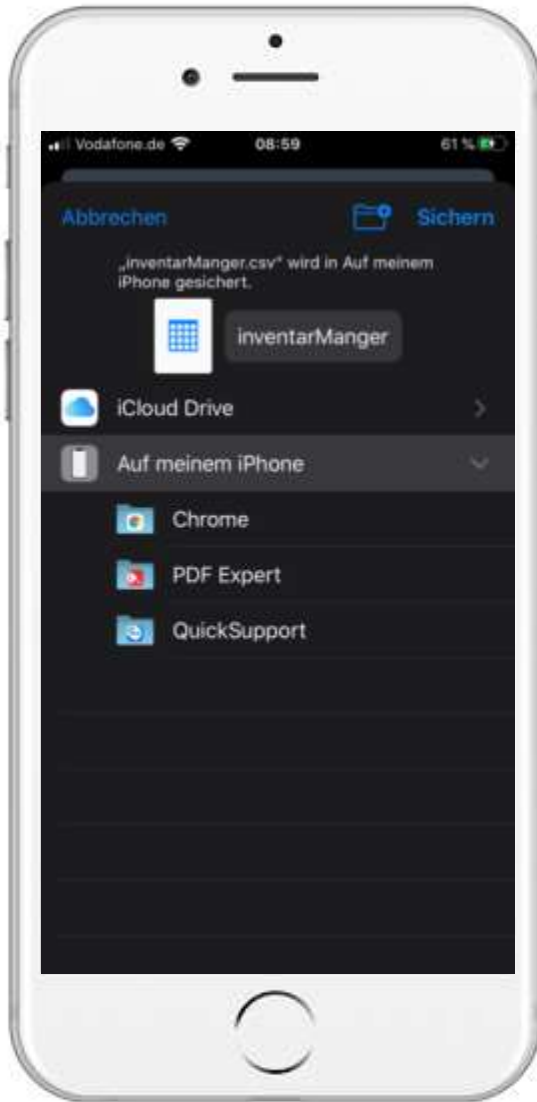 Vodafone.de 08:59 61 %
Abbrechen Sichern
„inventarManger.csv“ wird in Auf meinem
iPhone gesichert.
inventarManger
iCloud Drive
Auf meinem iPhone
Chrome
PDF Expert
QuickSupport